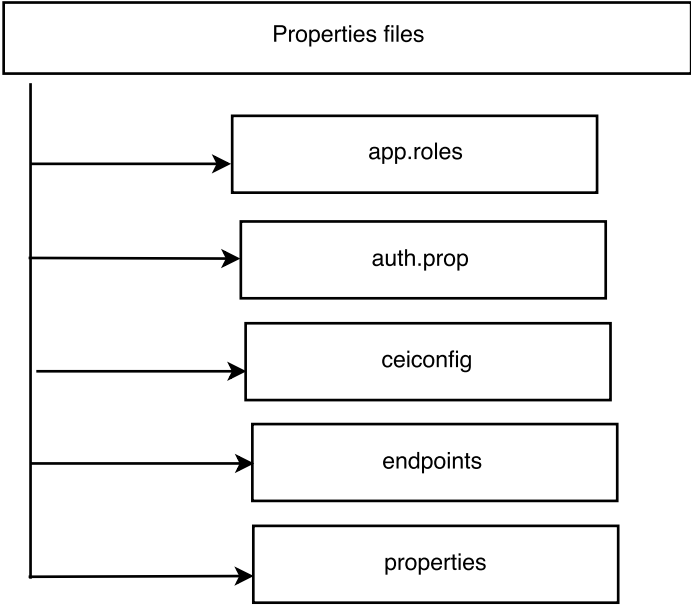 Properties files
app.roles
auth.prop
ceiconfig
endpoints
properties